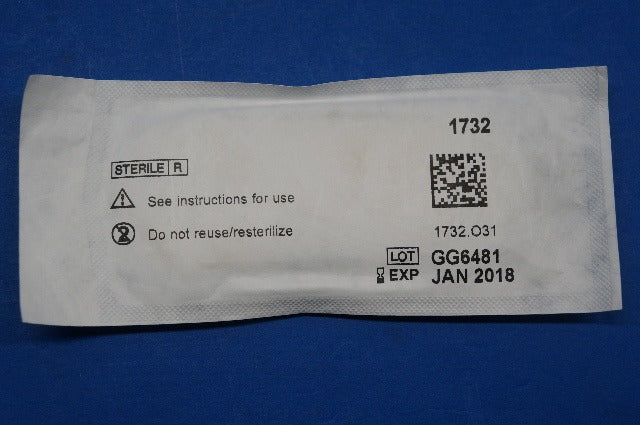 1732
STERILE R
See instructions for use
Do not reuse/resterilize
1732.O31
LOT GG6481
EXP JAN 2018